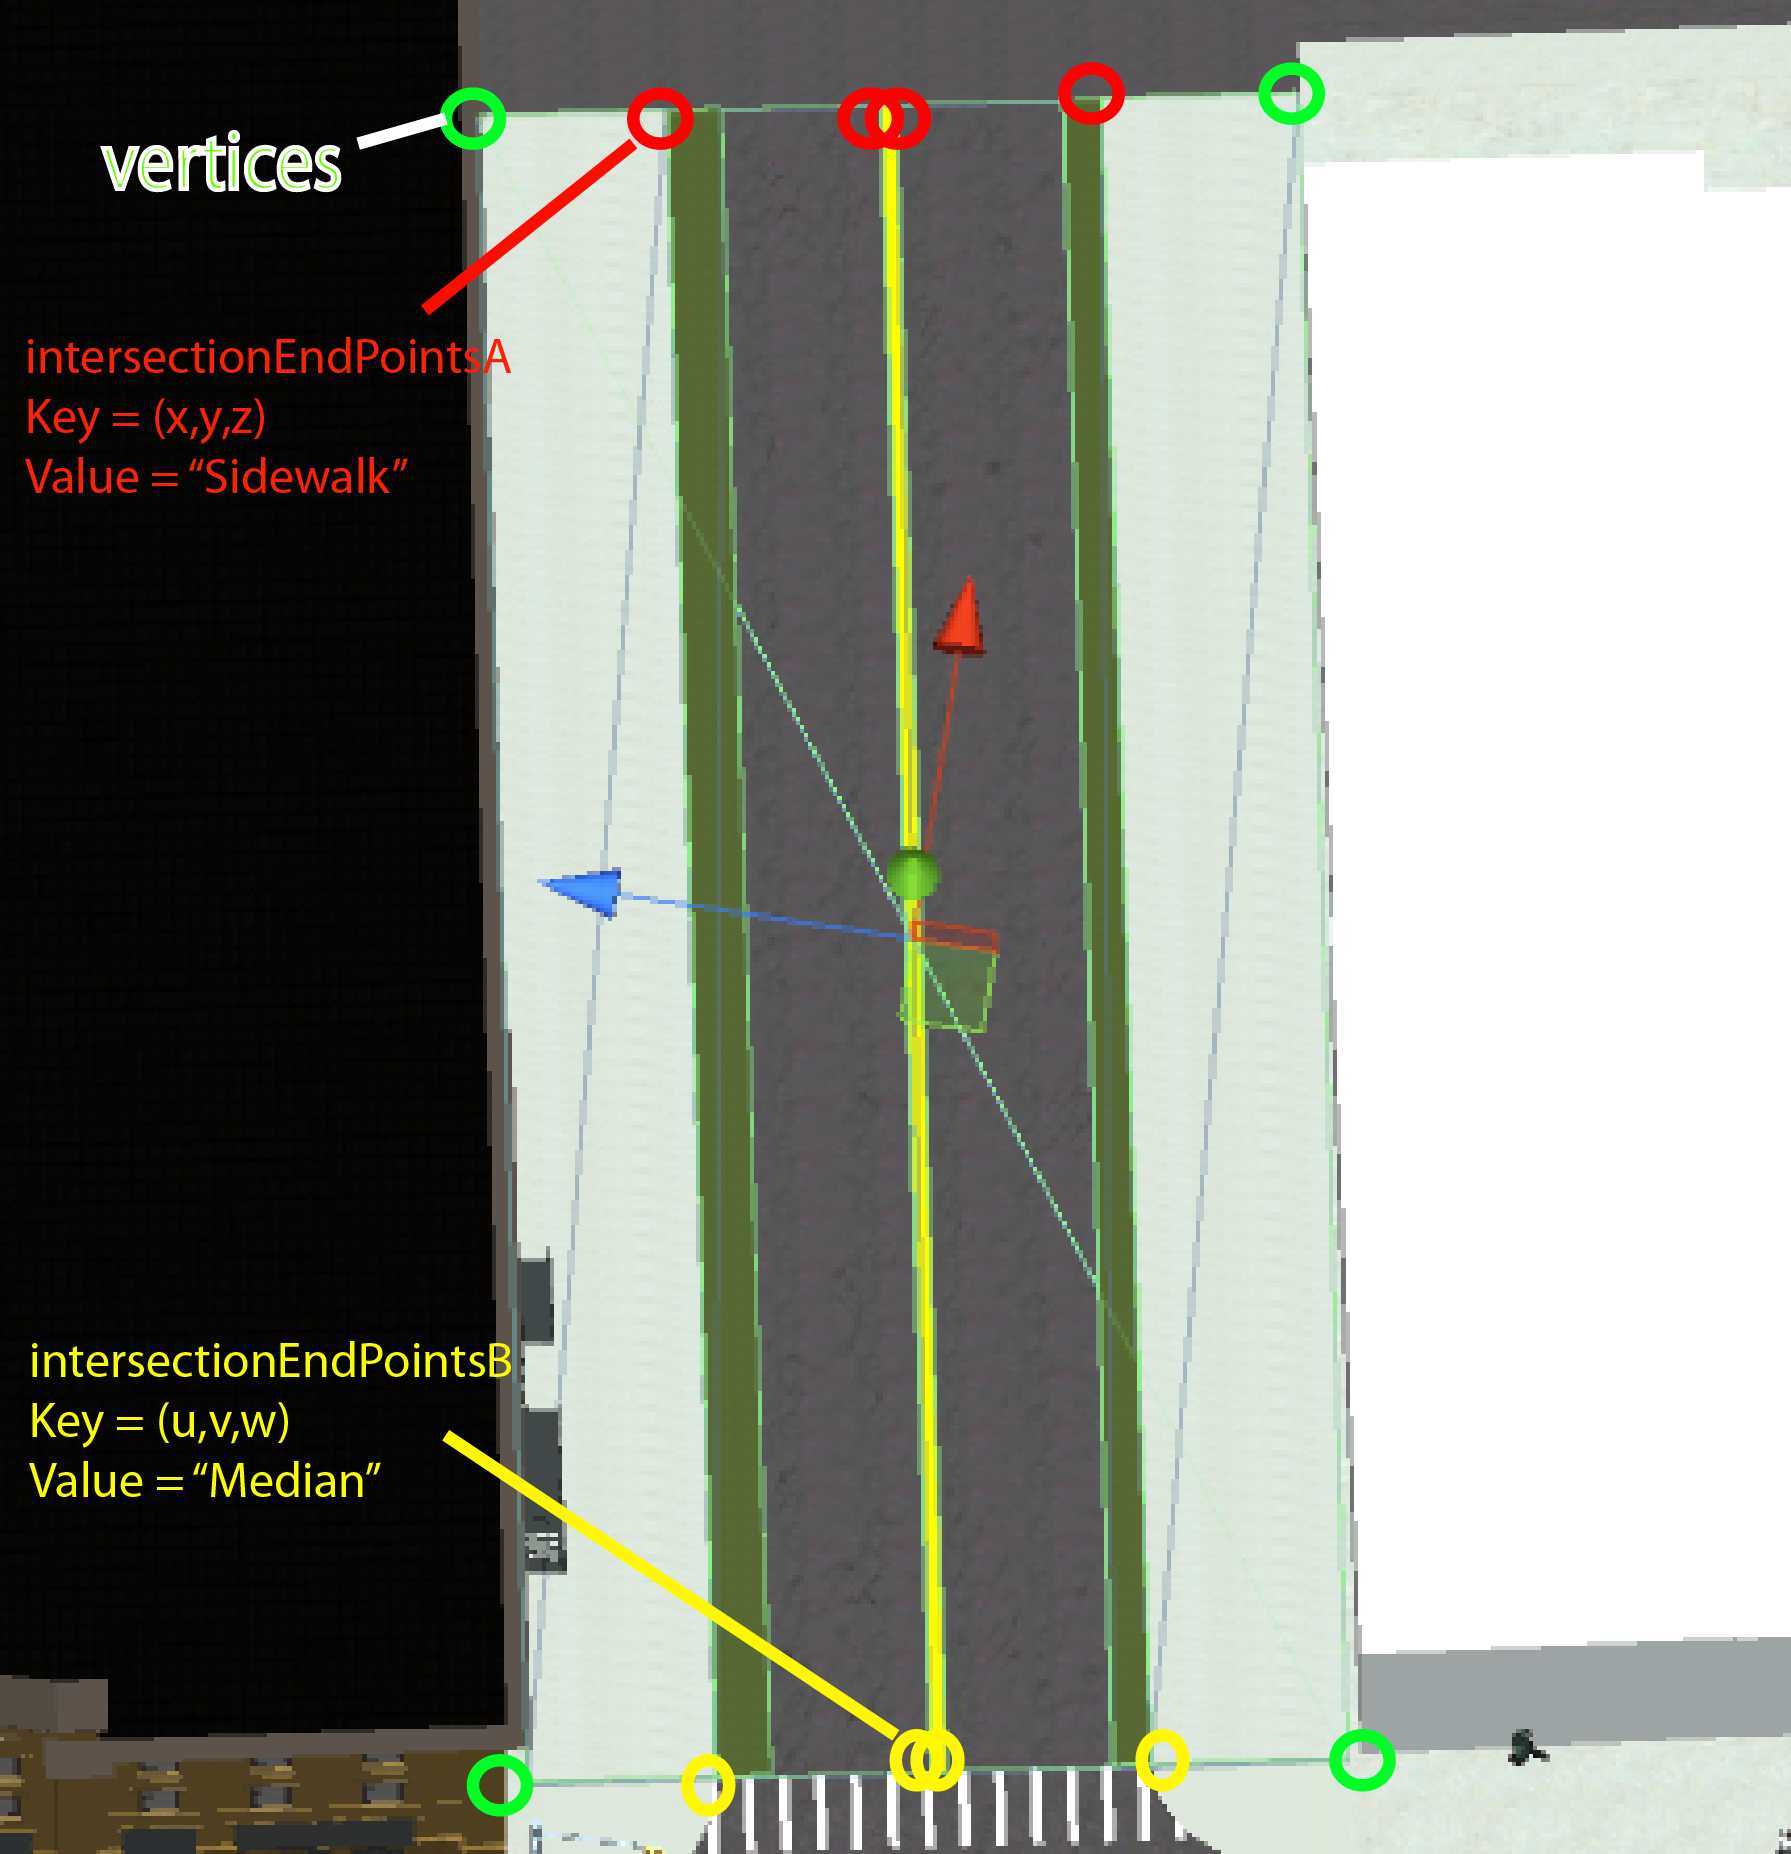 vertices
intersectionEndPointsA
Key = (x,y,z)
Value = “Sidewalk”
intersectionEndPointsB
Key = (u,v,w)
Value = “Median”